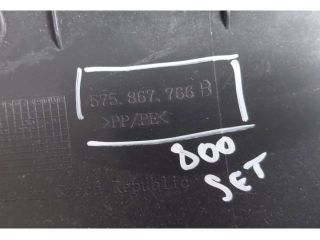 575.867.766 B
>PP/PE<
800
SET
Republic